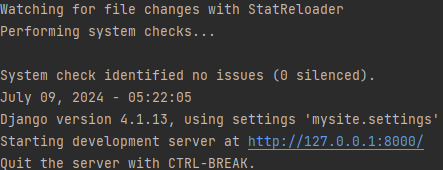 Watching for file changes with StatReloader
Performing system checks...
System check identified no issues (0 silenced).
July 09, 2024 - 05:22:05
Django version 4.1.13, using settings 'mysite.settings'
Starting development server at http://127.0.0.1:8000/
Quit the server with CTRL-BREAK.